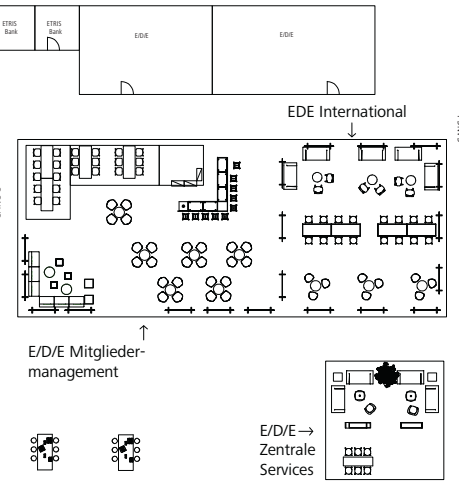 ETRIS
Bank
ETRIS
Bank
E/D/E
E/D/E
EDE International
E/D/E Mitglieder-
management
E/D/E→
Zentrale
Services